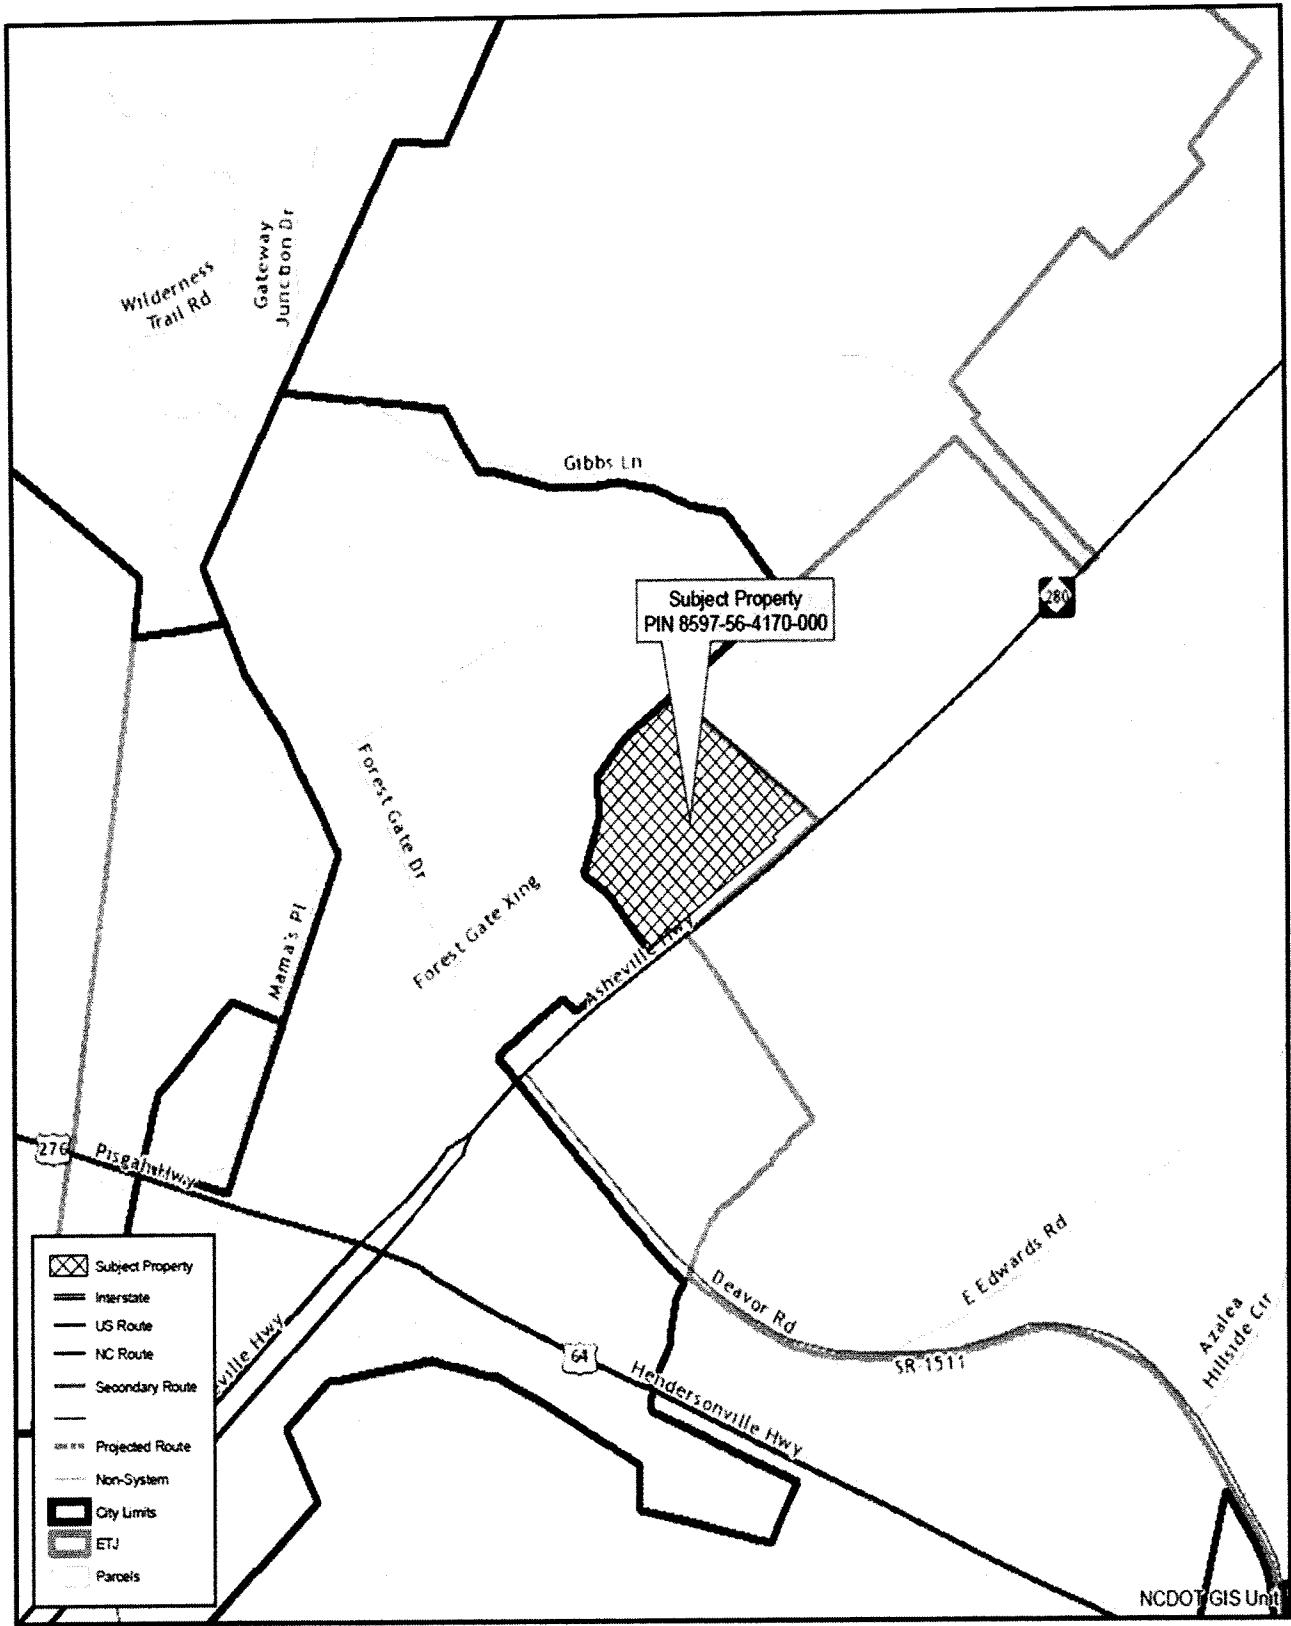 Wilderness
Trail Rd
Gateway
Junction Dr
Gibbs Ln
280
Subject Property
PIN 8597-56-4170-000
Forest Gate Dr
Forest Gate Xing
Mama's Pl
Asheville Hwy
276
Pisgah Hwy
Deavor Rd
E Edwards Rd
Azalea
Hillside Cir
SR 1511
64
Hendersonville Hwy
eville Hwy
Subject Property
Interstate
US Route
NC Route
Secondary Route
Projected Route
Non-System
City Limits
ETJ
Parcels
NCDOT GIS Unit